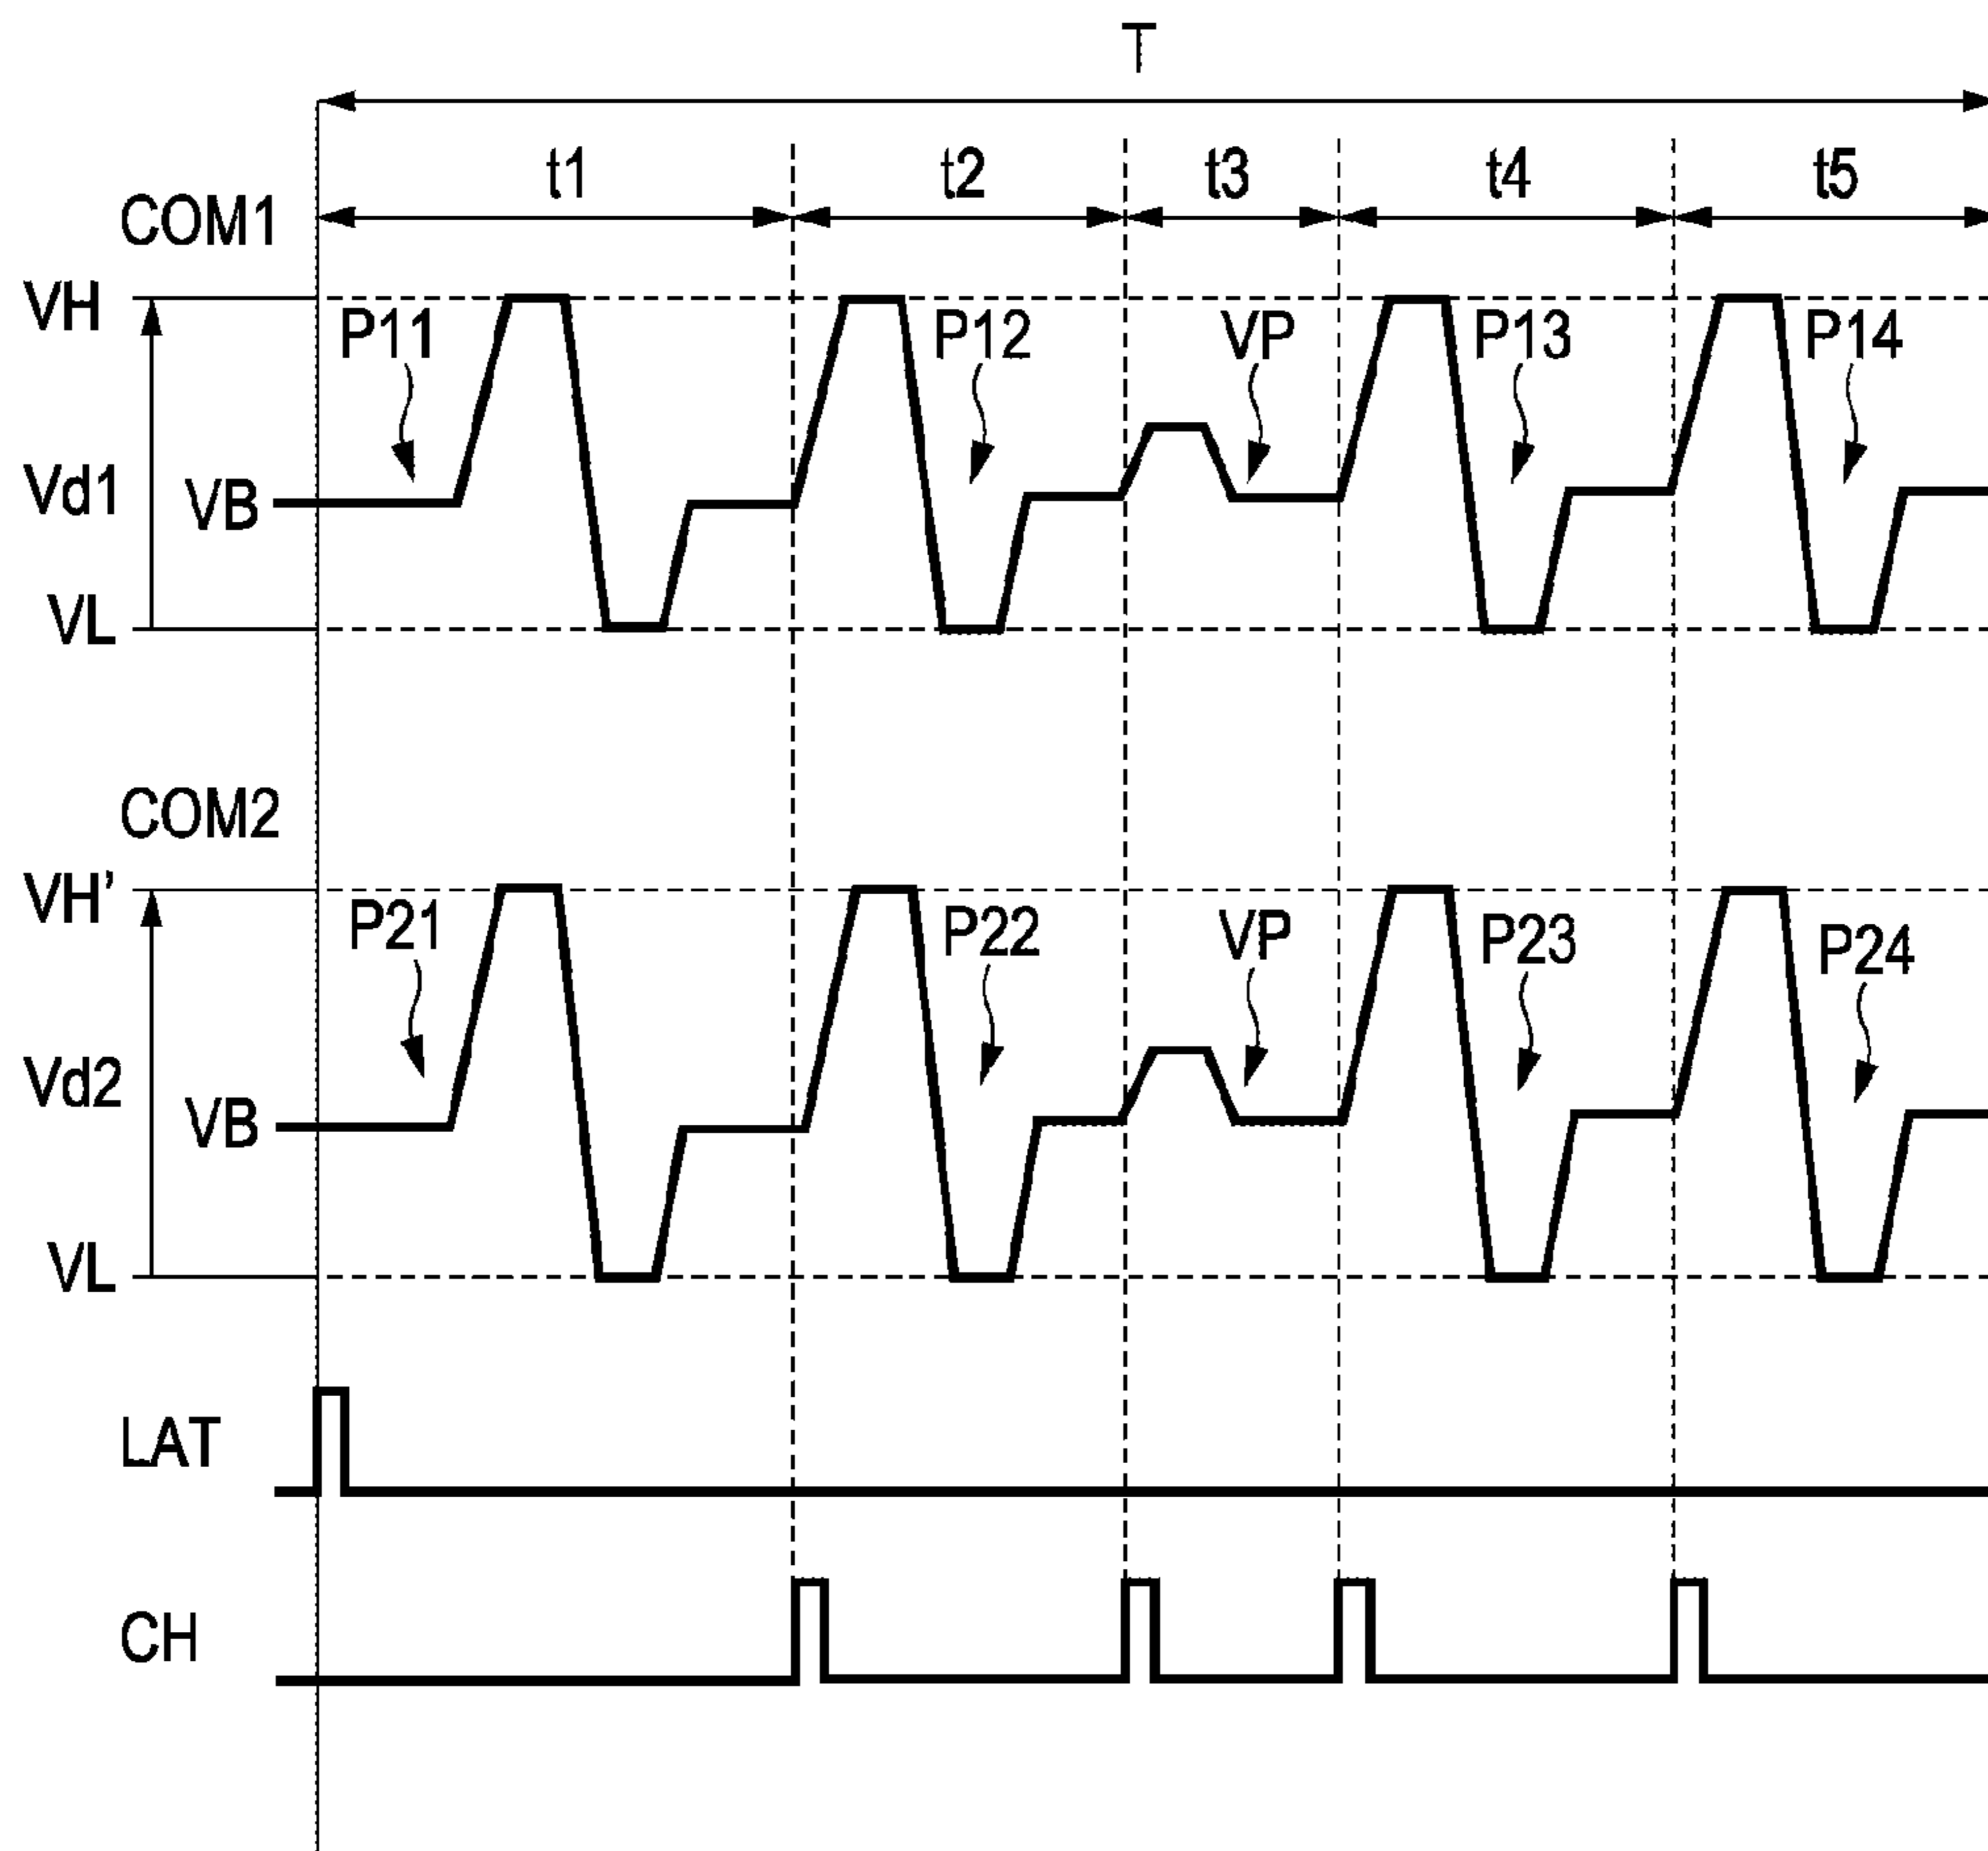 T
t1 t2 t3 t4 t5
COM1
VH
P11 P12 VP P13 P14
Vd1
VB
VL
COM2
VH'
P21 P22 VP P23 P24
Vd2
VB
VL
LAT
CH